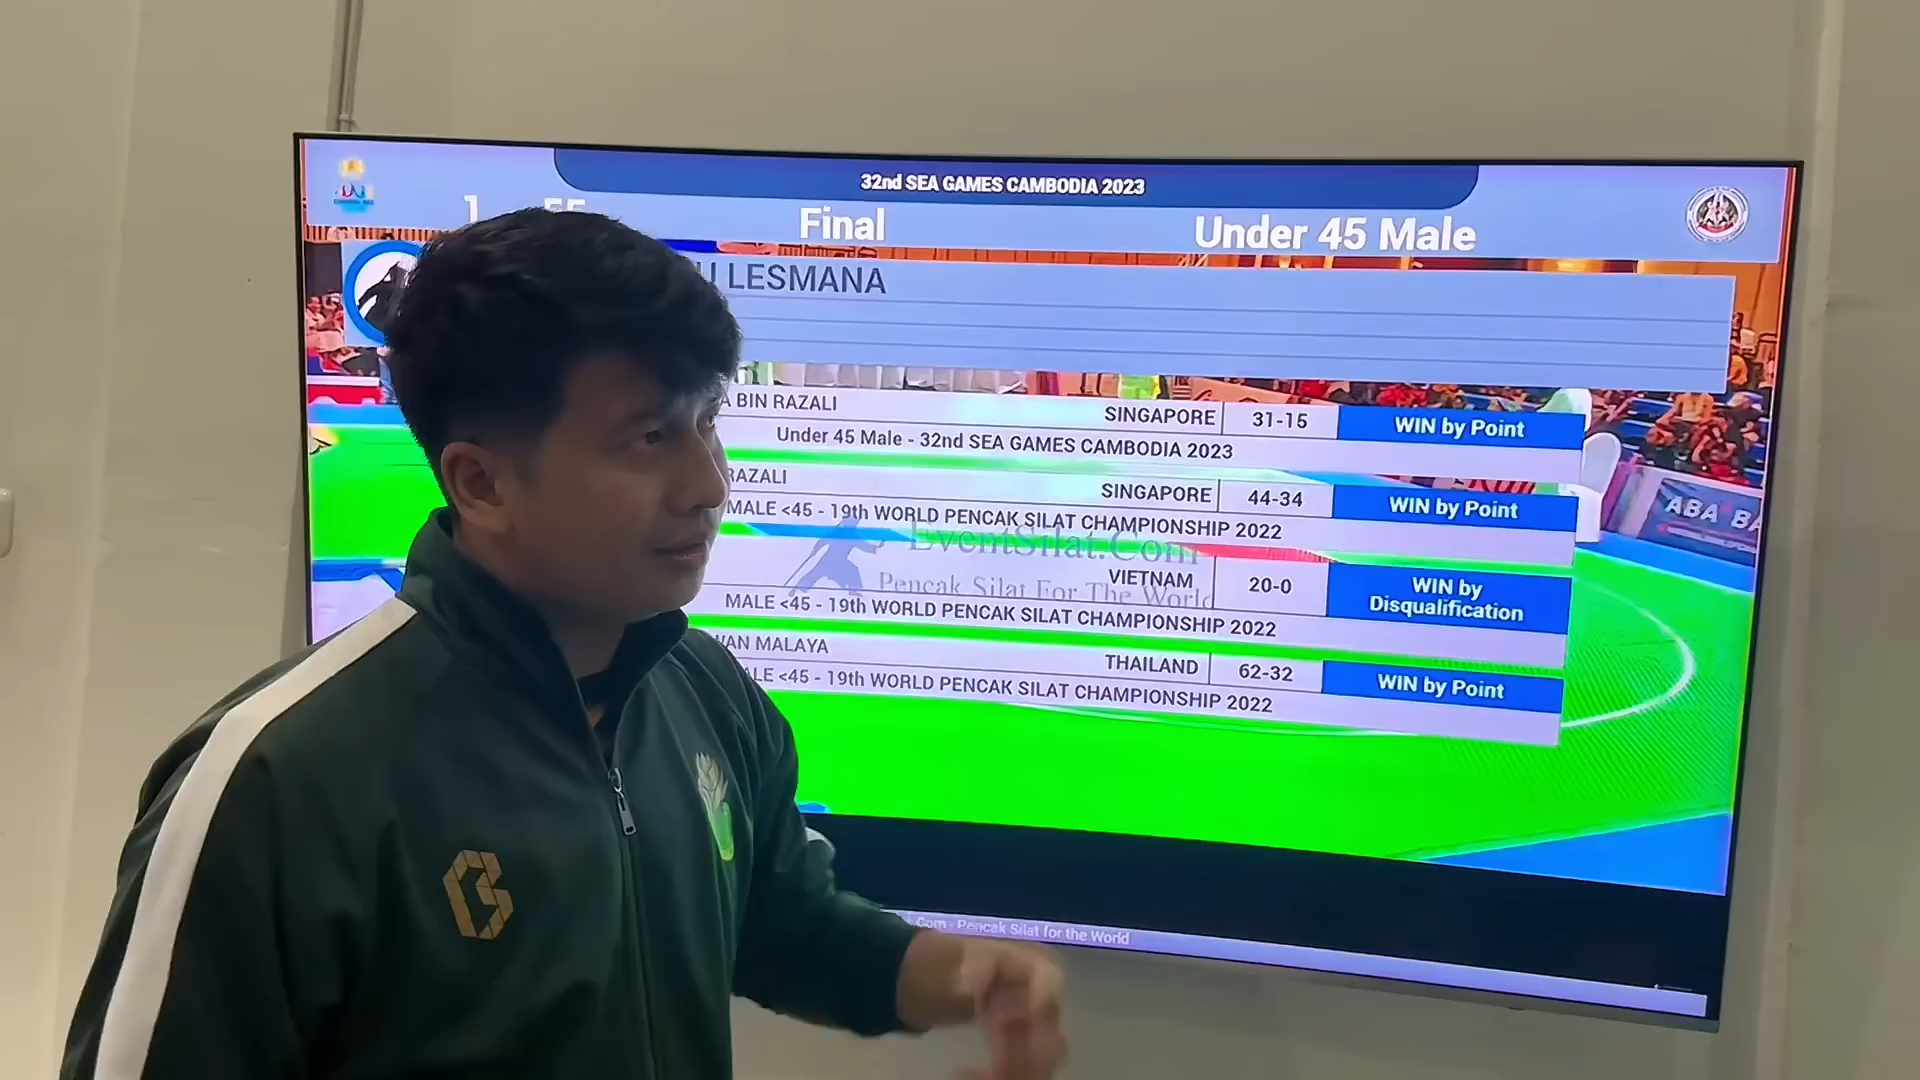 32nd SEA GAMES CAMBODIA 2023
1 55 Final Under 45 Male
LESMANA
BIN RAZALI SINGAPORE 31-15 WIN by Point
Under 45 Male - 32nd SEA GAMES CAMBODIA 2023
RAZALI SINGAPORE 44-34 WIN by Point
MALE <45 - 19th WORLD PENCAK SILAT CHAMPIONSHIP 2022
EventSilat.Com
Pencak Silat For The World
VIETNAM 20-0 WIN by
Disqualification
MALE <45 - 19th WORLD PENCAK SILAT CHAMPIONSHIP 2022
MALAYA THAILAND 62-32 WIN by Point
<45 - 19th WORLD PENCAK SILAT CHAMPIONSHIP 2022
ABA
.Com - Pencak Silat for the World